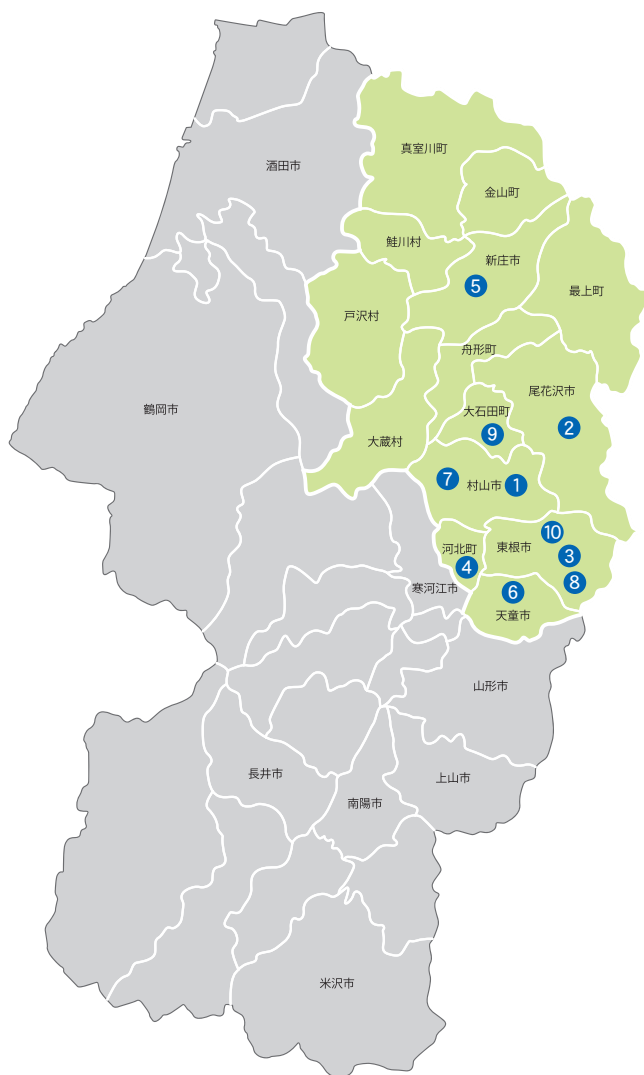 真室川町
酒田市
金山町
鮭川村
新庄市
5
最上町
戸沢村
舟形町
尾花沢市
鶴岡市
大石田町
2
9
大蔵村
7
村山市
1
10
東根市
河北町
3
4
8
寒河江市
6
天童市
山形市
長井市
上山市
南陽市
米沢市